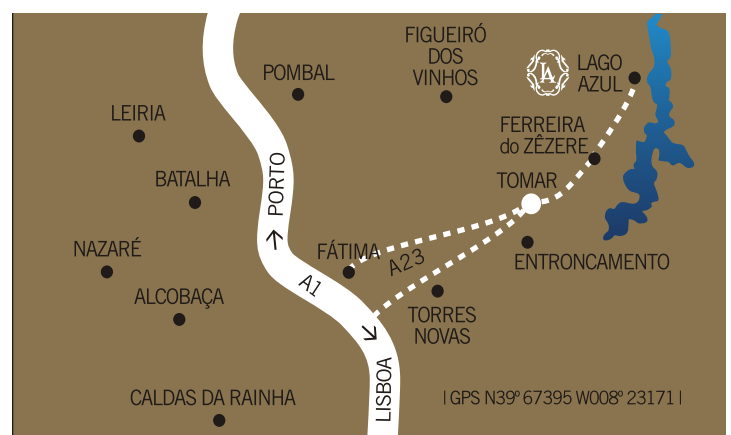 FIGUEIRÓ
DOS
VINHOS
LA
LAGO
AZUL
POMBAL
LEIRIA
FERREIRA
do ZÊZERE
PORTO
BATALHA
TOMAR
NAZARÉ
FÁTIMA
A23
ENTRONCAMENTO
A1
ALCOBAÇA
TORRES
NOVAS
LISBOA
CALDAS DA RAINHA
| GPS N39º 67395 W008º 23171 |